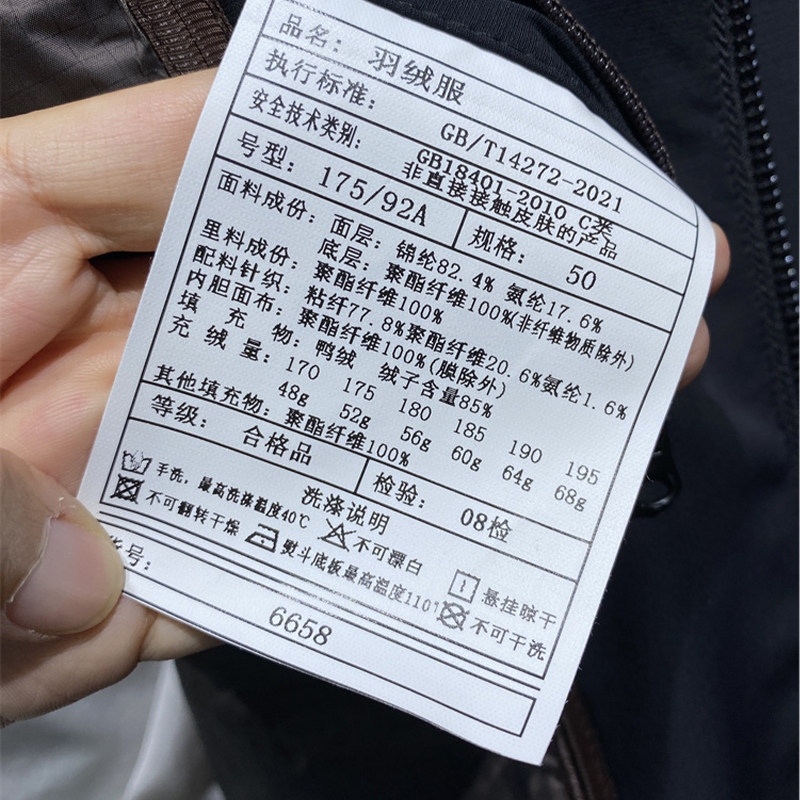 品名: 羽绒服
执行标准: GB/T14272-2021
安全技术类别: GB18401-2010 C类
非直接接触皮肤的产品
号型: 175/92A 规格: 50
面料成份: 面层: 锦纶82.4% 氨纶17.6%
底层: 聚酯纤维100%(非纤维物质除外)
里料成份: 聚酯纤维100%
配料针织: 粘纤77.8%聚酯纤维20.6%氨纶1.6%
内胆面布: 聚酯纤维100%(膜除外)
填充物: 鸭绒 绒子含量85%
充绒量: 170 175 180 185 190 195
48g 52g 56g 60g 64g 68g
其他填充物: 聚酯纤维100%
等级: 合格品 检验: 08检
洗涤说明
手洗,最高洗涤温度40℃ 不可漂白 悬挂晾干
不可翻转干燥 熨斗底板最高温度110℃ 不可干洗
货号: 6658